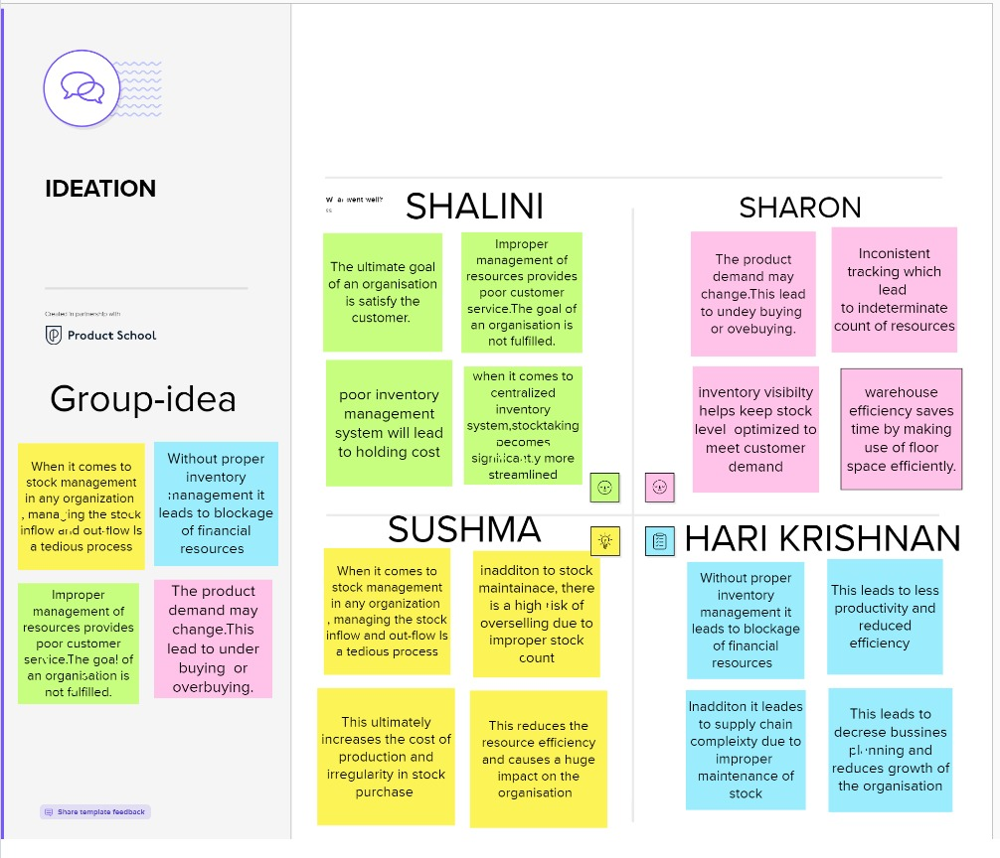 IDEATION
Created in partnership with
Product School
Group-idea
When it comes to
stock management
in any organization
, managing the stock
inflow and out-flow Is
a tedious process
Without proper
inventory
management it
leads to blockage
of financial
resources
Improper
management of
resources provides
poor customer
service.The goal of
an organisation is
not fulfilled.
The product
demand may
change.This
lead to under
buying or
overbuying.
Share template feedback
went well?
SHALINI
The ultimate goal
of an organisation
is satisfy the
customer.
Improper
management of
resources provides
poor customer
service.The goal of
an organisation is
not fulfilled.
poor inventory
management
system will lead
to holding cost
when it comes to
centralized
inventory
system,stocktaking
becomes
significantly more
streamlined
SHARON
The product
demand may
change.This lead
to undey buying
or ovebuying.
Inconistent
tracking which
lead
to indeterminate
count of resources
inventory visibilty
helps keep stock
level optimized to
meet customer
demand
warehouse
efficiency saves
time by making
use of floor
space efficiently.
SUSHMA
When it comes to
stock management
in any organization
, managing the stock
inflow and out-flow Is
a tedious process
inadditon to stock
maintainace, there
is a high risk of
overselling due to
improper stock
count
This ultimately
increases the cost of
production and
irregularity in stock
purchase
This reduces the
resource efficiency
and causes a huge
impact on the
organisation
HARI KRISHNAN
Without proper
inventory
management it
leads to blockage
of financial
resources
This leads to less
productivity and
reduced
efficiency
Inadditon it leades
to supply chain
compleixty due to
improper
maintenance of
stock
This leads to
decrese bussines
planning and
reduces growth of
the organisation